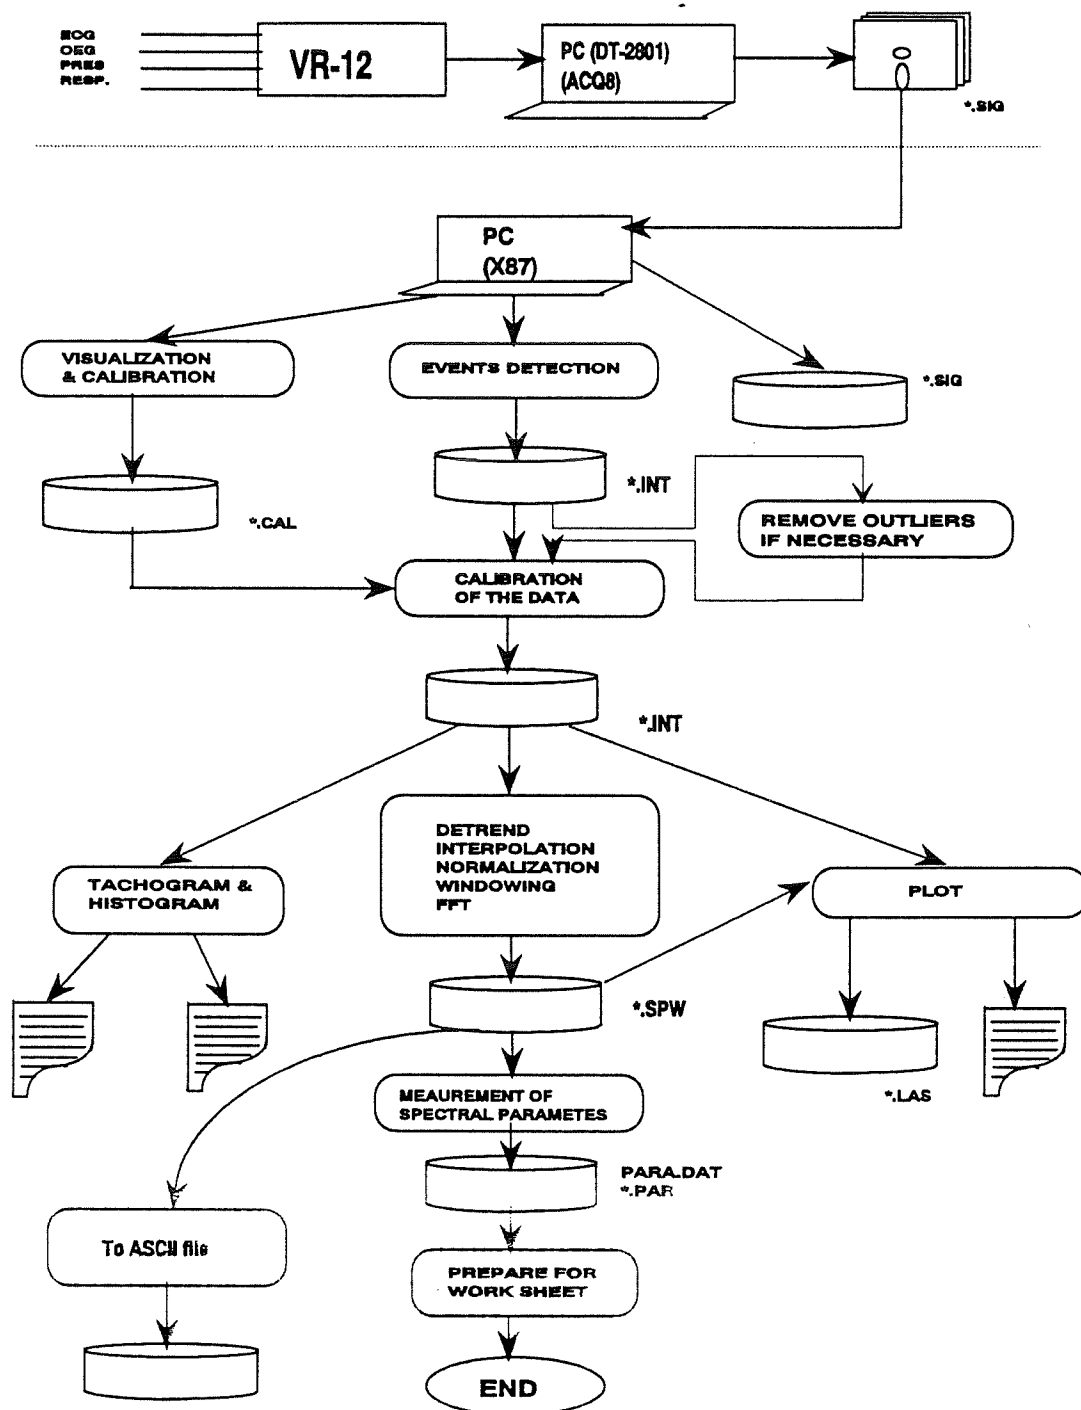 ECG
OEG
PRES
RESP.
VR-12
PC (DT-2801)
(ACQ8)
*.SIG
PC
(X87)
VISUALIZATION
& CALIBRATION
EVENTS DETECTION
*.SIG
*.INT
*.CAL
REMOVE OUTLIERS
IF NECESSARY
CALIBRATION
OF THE DATA
*.INT
DETREND
INTERPOLATION
NORMALIZATION
WINDOWING
FFT
TACHOGRAM &
HISTOGRAM
PLOT
*.SPW
*.LAS
MEAUREMENT OF
SPECTRAL PARAMETES
PARA.DAT
*.PAR
To ASCII file
PREPARE FOR
WORK SHEET
END